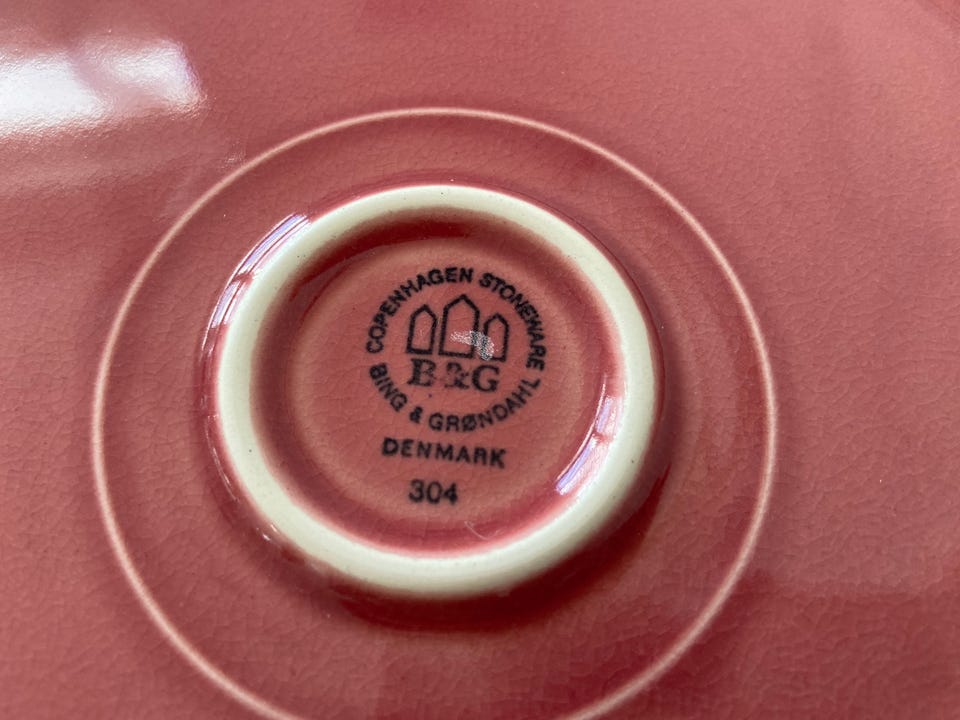 COPENHAGEN STONEWARE
B&G
BING & GRØNDAHL
DENMARK
304